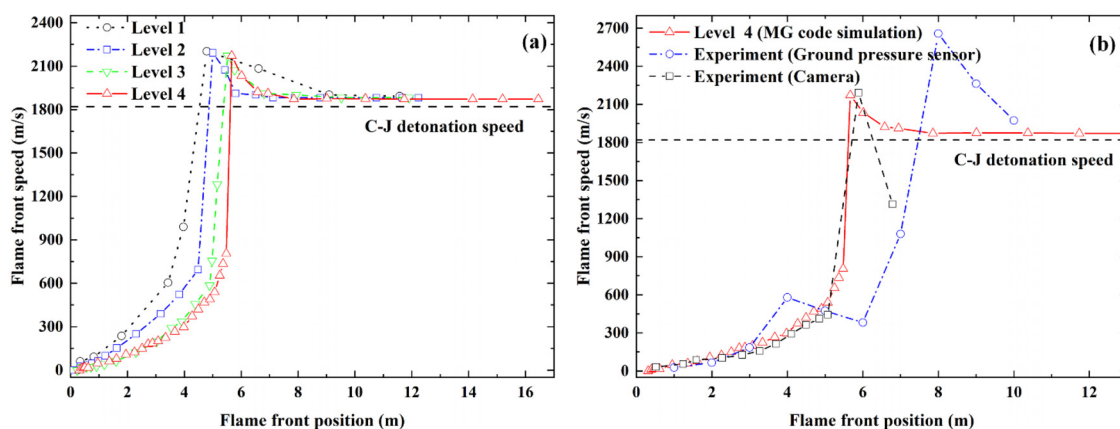 Level 1
Level 2
Level 3
Level 4
(a)
C-J detonation speed
2400
2100
1800
1500
1200
900
600
300
0
0 2 4 6 8 10 12 14 16
Flame front speed (m/s)
Flame front position (m)
Level 4 (MG code simulation)
Experiment (Ground pressure sensor)
Experiment (Camera)
(b)
C-J detonation speed
2700
2400
2100
1800
1500
1200
900
600
300
0
0 2 4 6 8 10 12
Flame front speed (m/s)
Flame front position (m)